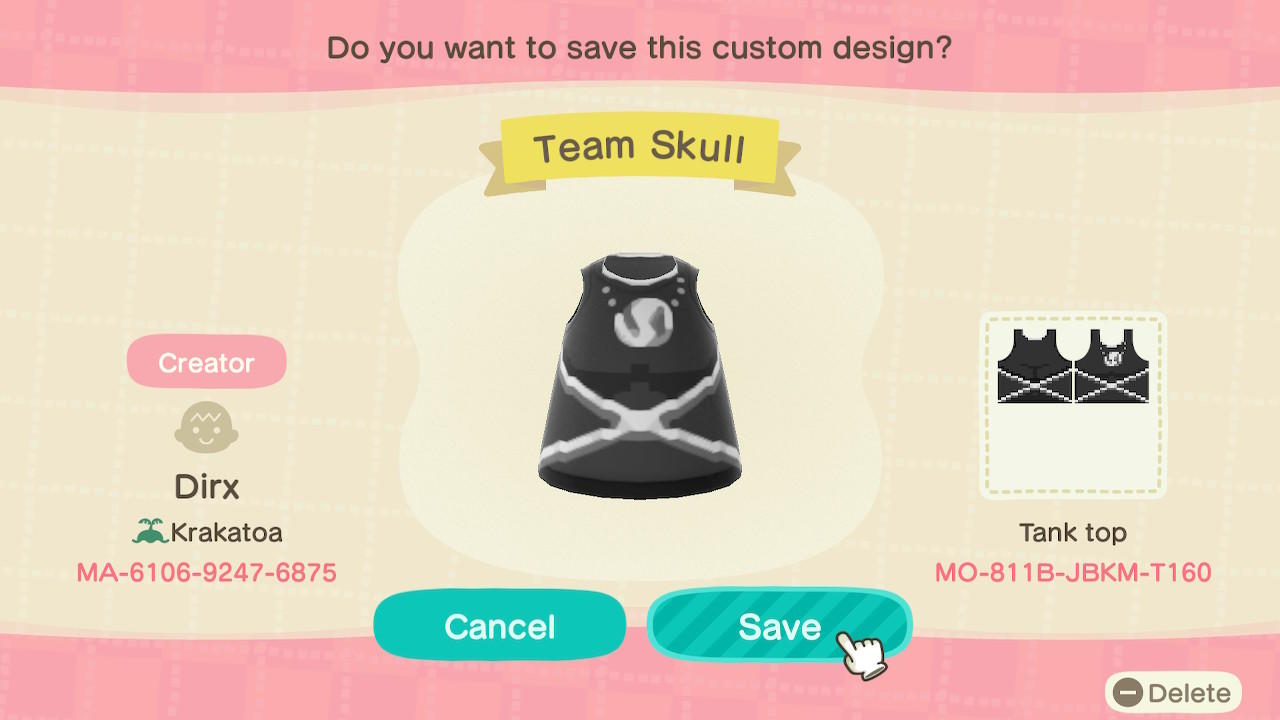 Do you want to save this custom design?
Team Skull
Creator
Dirx
Krakatoa
MA-6106-9247-6875
Tank top
MO-811B-JBKM-T160
Cancel
Save
Delete